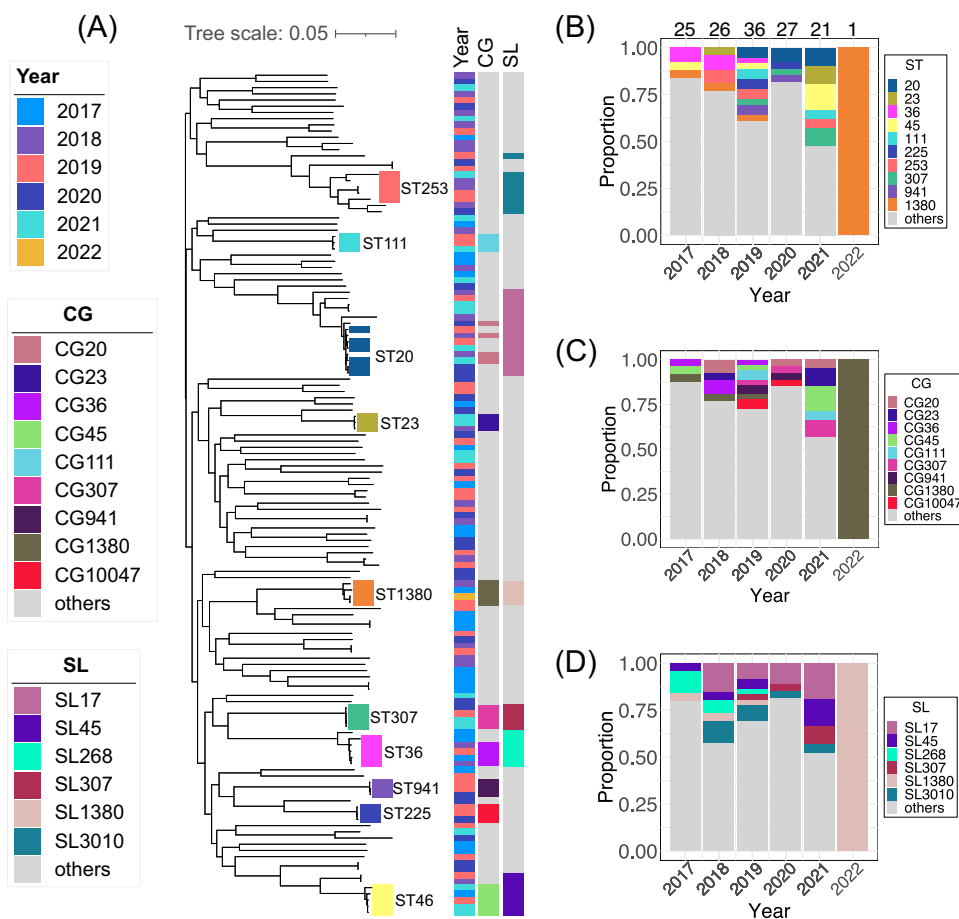 (A)
Tree scale: 0.05
Year
CG
SL
Year
2017
2018
2019
2020
2021
2022
CG
CG20
CG23
CG36
CG45
CG111
CG307
CG941
CG1380
CG10047
others
SL
SL17
SL45
SL268
SL307
SL1380
SL3010
others
ST253
ST111
ST20
ST23
ST1380
ST307
ST36
ST941
ST225
ST46
(B)
25 26 36 27 21 1
Proportion
1.00
0.75
0.50
0.25
0.00
2017 2018 2019 2020 2021 2022
Year
ST
20
23
36
45
111
225
253
307
941
1380
others
(C)
Proportion
1.00
0.75
0.50
0.25
0.00
2017 2018 2019 2020 2021 2022
Year
CG
CG20
CG23
CG36
CG45
CG111
CG307
CG941
CG1380
CG10047
others
(D)
Proportion
1.00
0.75
0.50
0.25
0.00
2017 2018 2019 2020 2021 2022
Year
SL
SL17
SL45
SL268
SL307
SL1380
SL3010
others